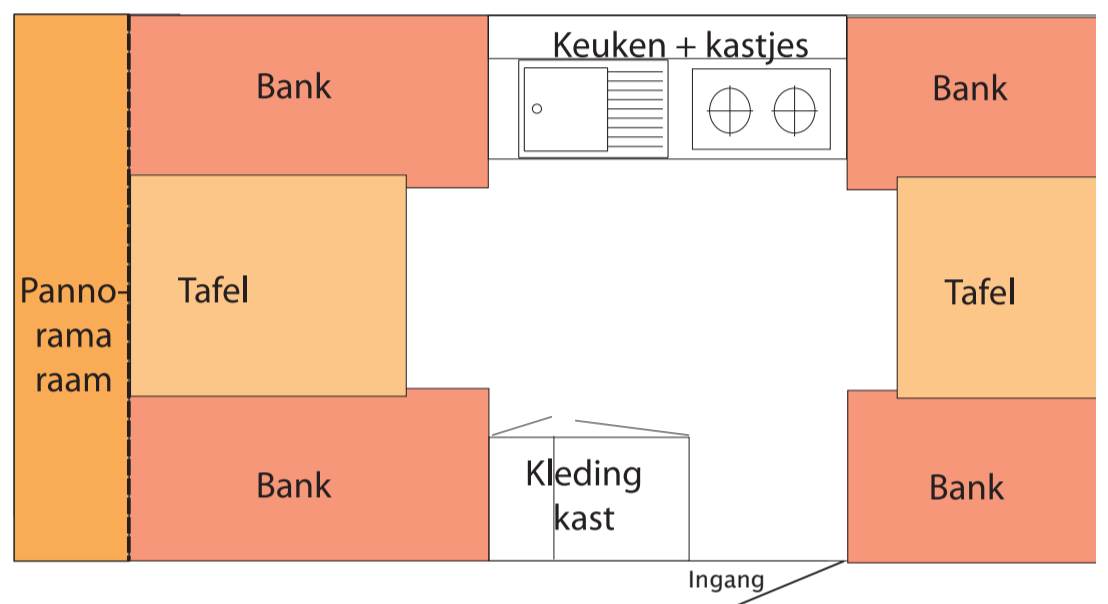 Keuken + kastjes
Bank
Bank
Panno-
rama
raam
Tafel
Tafel
Bank
Kleding
kast
Bank
Ingang